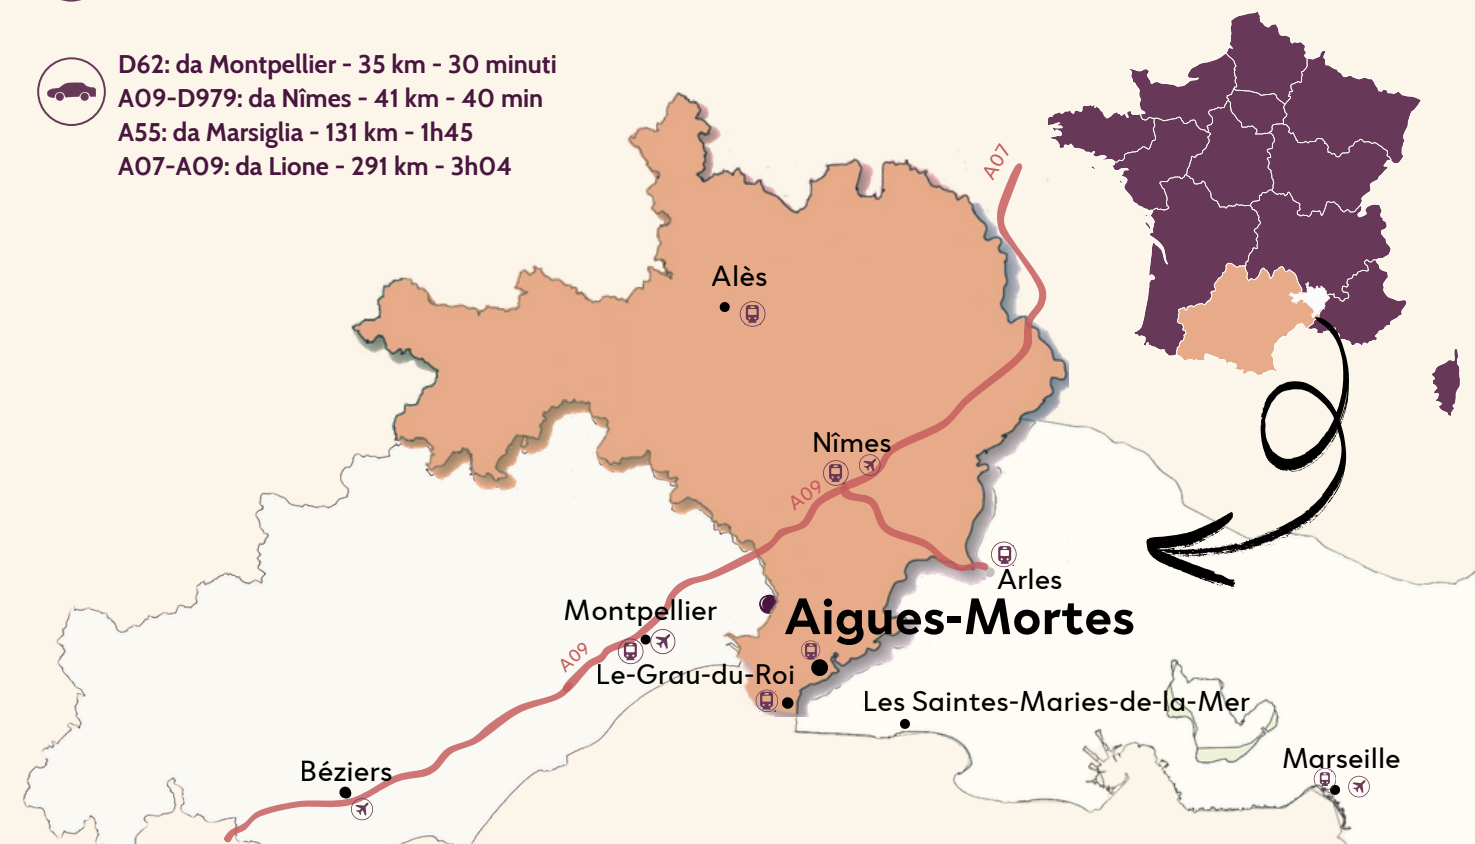 D62: da Montpellier - 35 km - 30 minuti
A09-D979: da Nîmes - 41 km - 40 min
A55: da Marsiglia - 131 km - 1h45
A07-A09: da Lione - 291 km - 3h04
A07
Alès
Nîmes
A09
Arles
Montpellier
Aigues-Mortes
A09
Le-Grau-du-Roi
Les Saintes-Maries-de-la-Mer
Marseille
Béziers